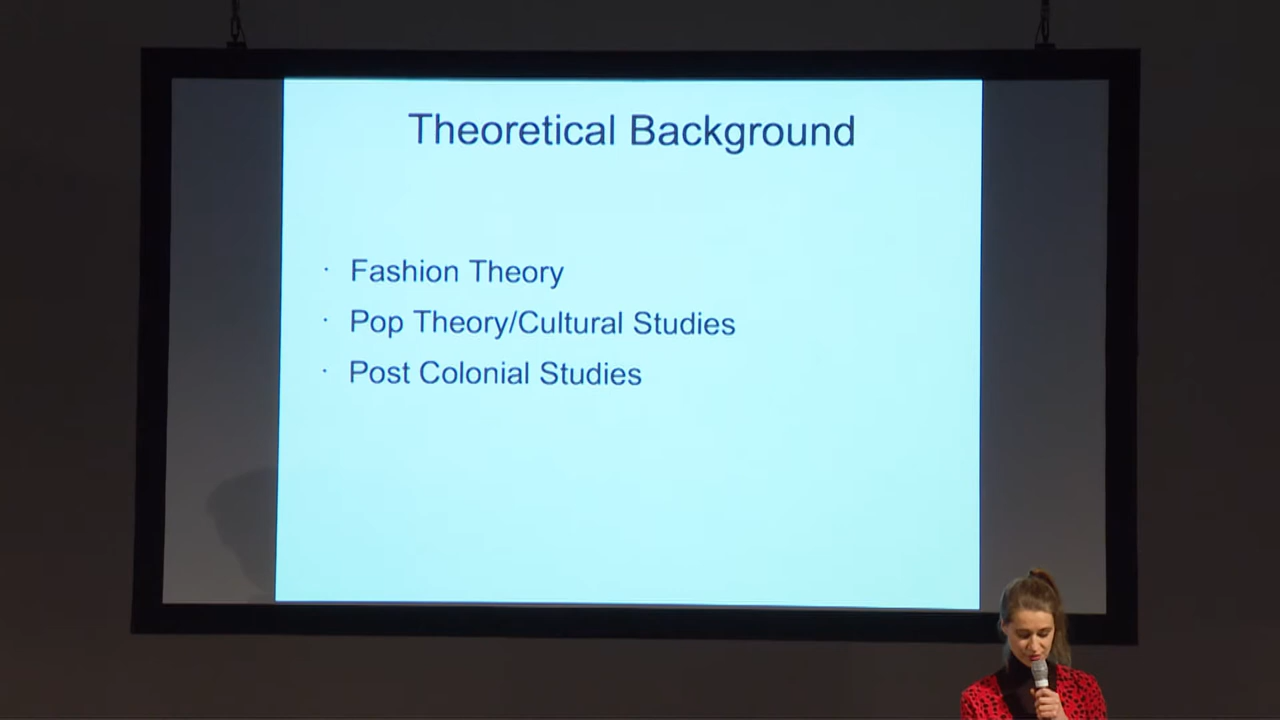 Theoretical Background
· Fashion Theory
· Pop Theory/Cultural Studies
· Post Colonial Studies